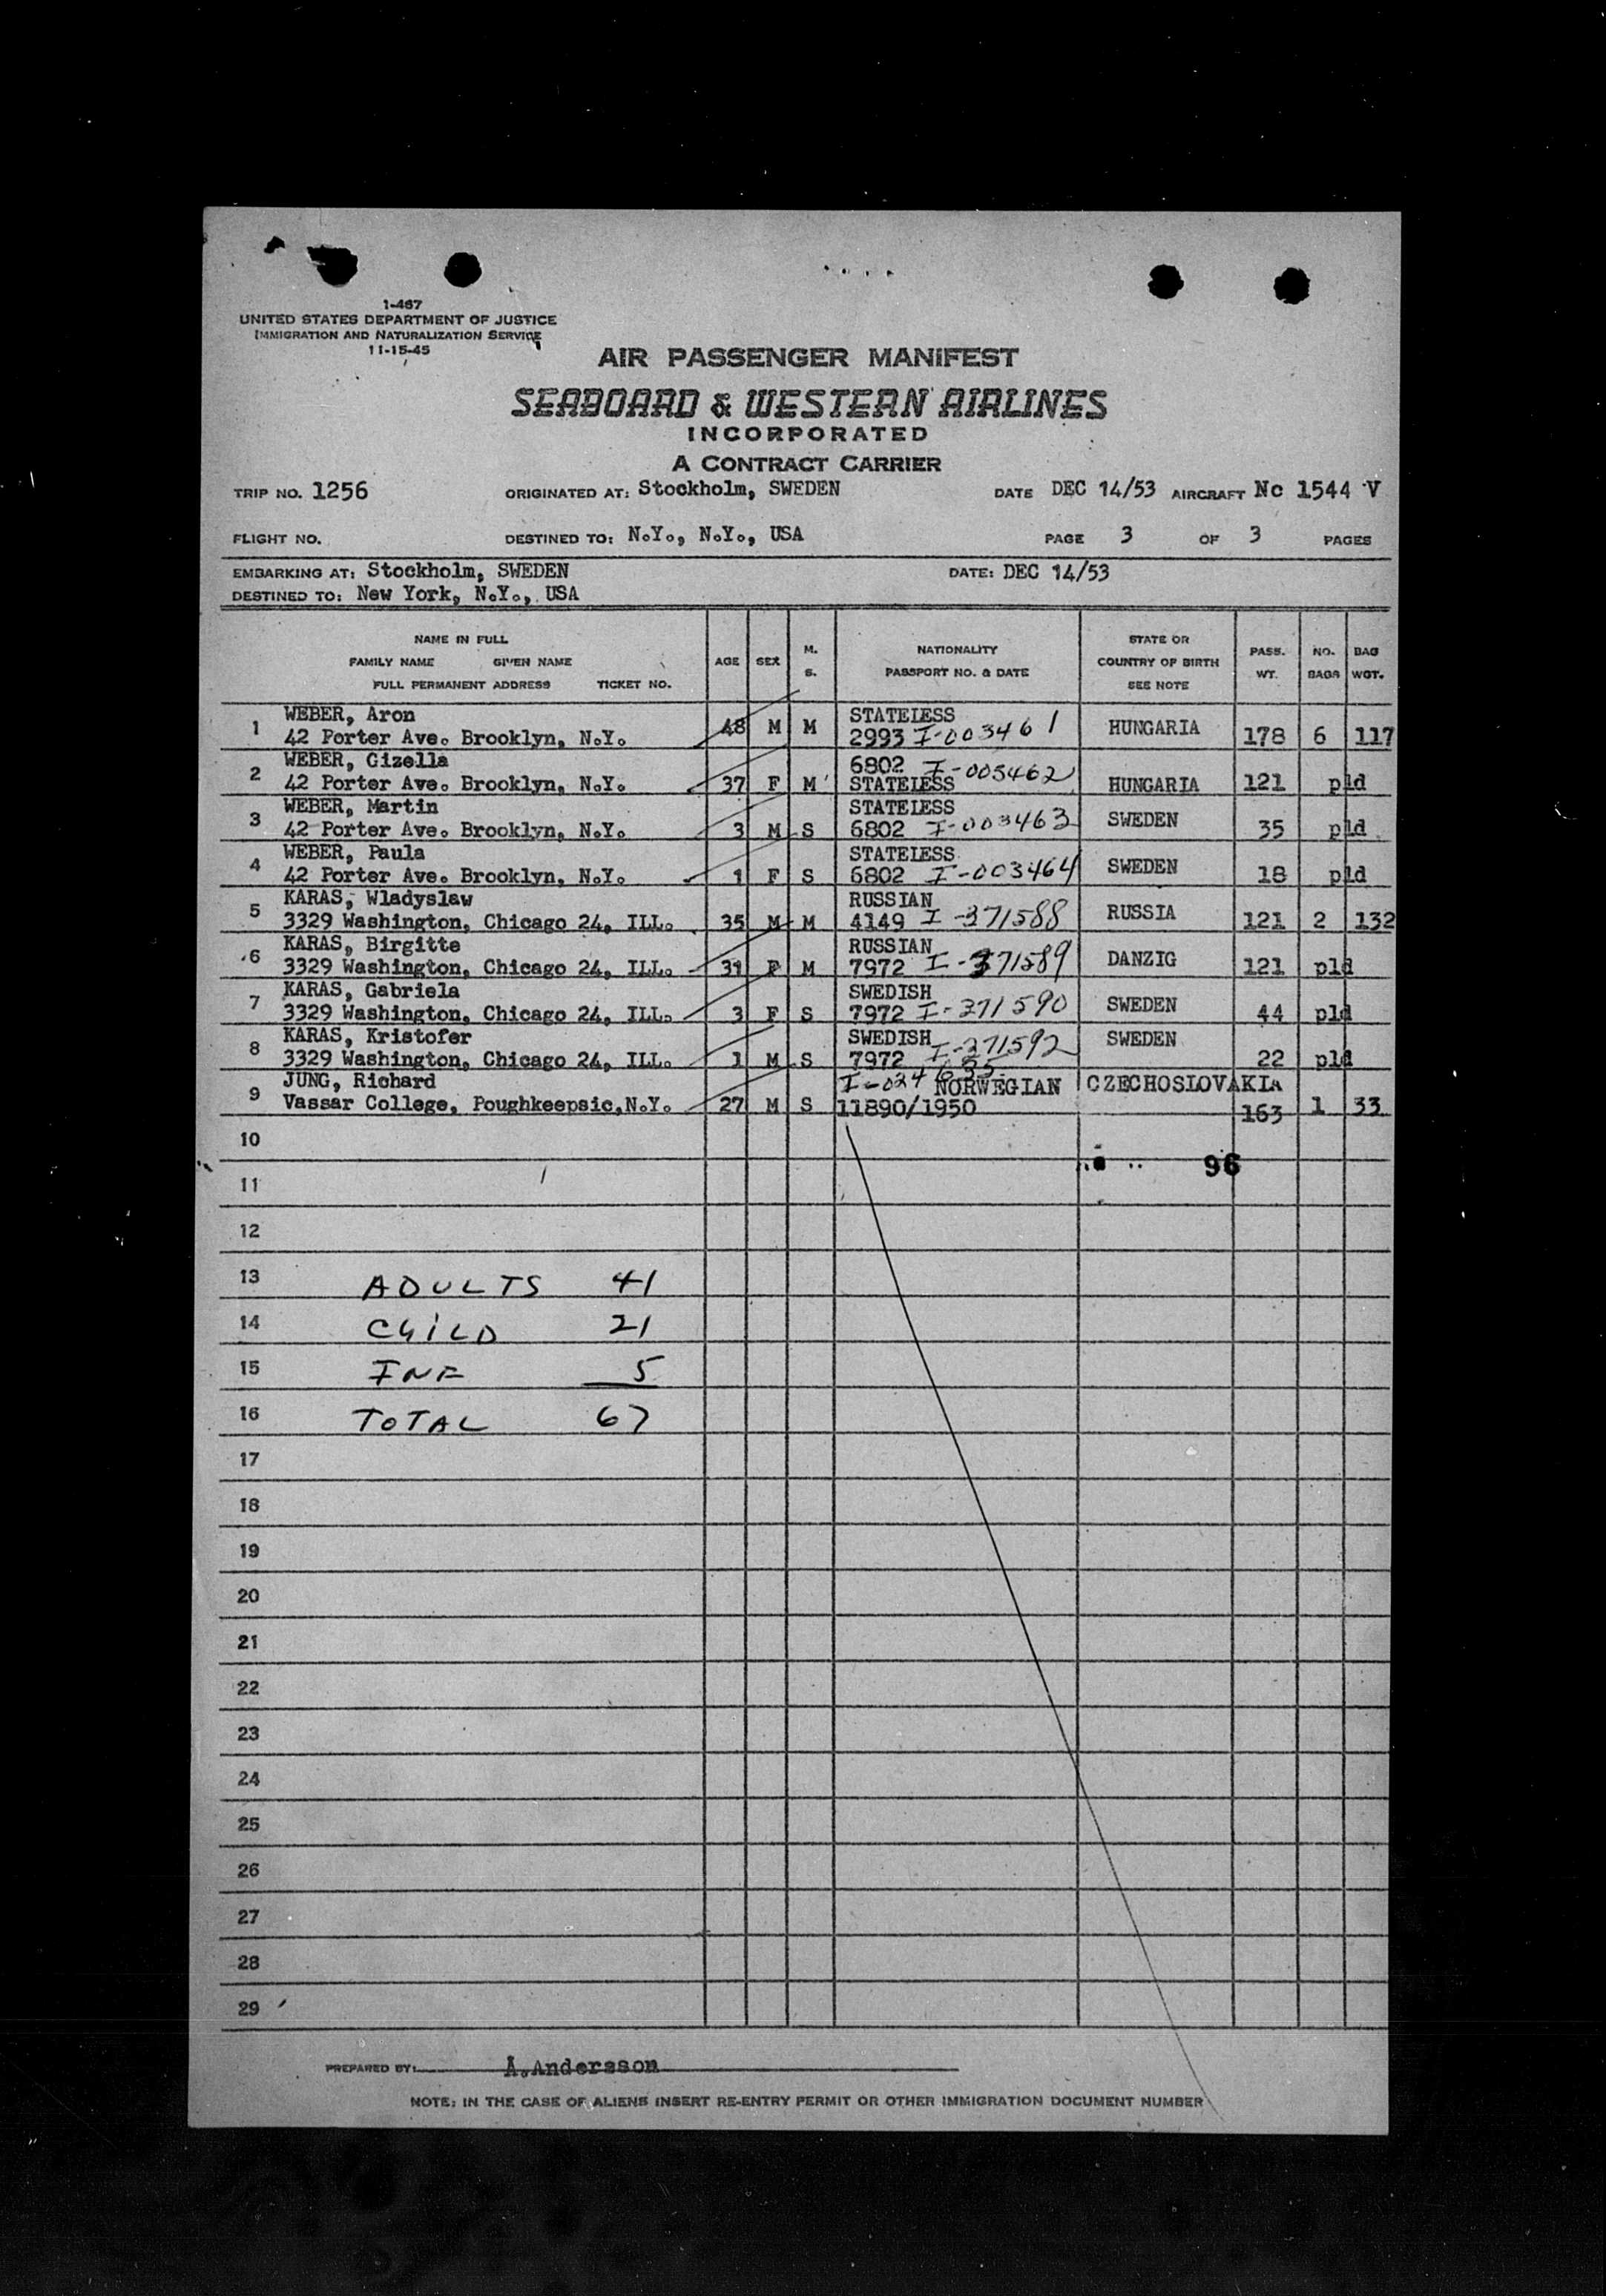 1-467
UNITED STATES DEPARTMENT OF JUSTICE
IMMIGRATION AND NATURALIZATION SERVICE
11-15-45
AIR PASSENGER MANIFEST
SEABOARD & WESTERN AIRLINES
INCORPORATED
A CONTRACT CARRIER
TRIP NO. 1256 ORIGINATED AT: Stockholm, SWEDEN DATE DEC 14/53 AIRCRAFT Nc 1544 V
FLIGHT NO. DESTINED TO: N.Y., N.Y., USA PAGE 3 OF 3 PAGES
EMBARKING AT: Stockholm, SWEDEN DATE: DEC 14/53
DESTINED TO: New York, N.Y., USA
NAME IN FULL AGE SEX M. S. NATIONALITY STATE OR PASS. NO. BAG
FAMILY NAME GIVEN NAME PASSPORT NO. & DATE COUNTRY OF BIRTH WT. BAGS WGT.
FULL PERMANENT ADDRESS TICKET NO. SEE NOTE
1 WEBER, Aron STATELESS HUNGARIA
42 Porter Ave. Brooklyn, N.Y. 48 M M 2993 I-003461 178 6 117
2 WEBER, Gizella 6802 I-003462
42 Porter Ave. Brooklyn, N.Y. 37 F M STATELESS HUNGARIA 121 pld
3 WEBER, Martin STATELESS SWEDEN
42 Porter Ave. Brooklyn, N.Y. 3 M S 6802 I-003463 35 pld
4 WEBER, Paula STATELESS SWEDEN
42 Porter Ave. Brooklyn, N.Y. 1 F S 6802 I-003464 18 pld
5 KARAS, Wladyslaw RUSSIAN RUSSIA
3329 Washington, Chicago 24, ILL. 35 M M 4149 I-371588 121 2 132
6 KARAS, Birgitte RUSSIAN DANZIG
3329 Washington, Chicago 24, ILL. 31 F M 7972 I-371589 121 pld
7 KARAS, Gabriela SWEDISH SWEDEN
3329 Washington, Chicago 24, ILL. 3 F S 7972 I-371590 44 pld
8 KARAS, Kristofer SWEDISH I-371592 SWEDEN
3329 Washington, Chicago 24, ILL. 1 M S 7972 22 pld
9 JUNG, Richard I-024635 NORWEGIAN CZECHOSLOVAKIA
Vassar College, Poughkeepsie, N.Y. 27 M S 11890/1950 163 1 33
10
96
11
12
13 ADULTS 41
14 CHILD 21
15 INF 5
16 TOTAL 67
17
18
19
20
21
22
23
24
25
26
27
28
29
PREPARED BY: A.Andersson
NOTE: IN THE CASE OF ALIENS INSERT RE-ENTRY PERMIT OR OTHER IMMIGRATION DOCUMENT NUMBER